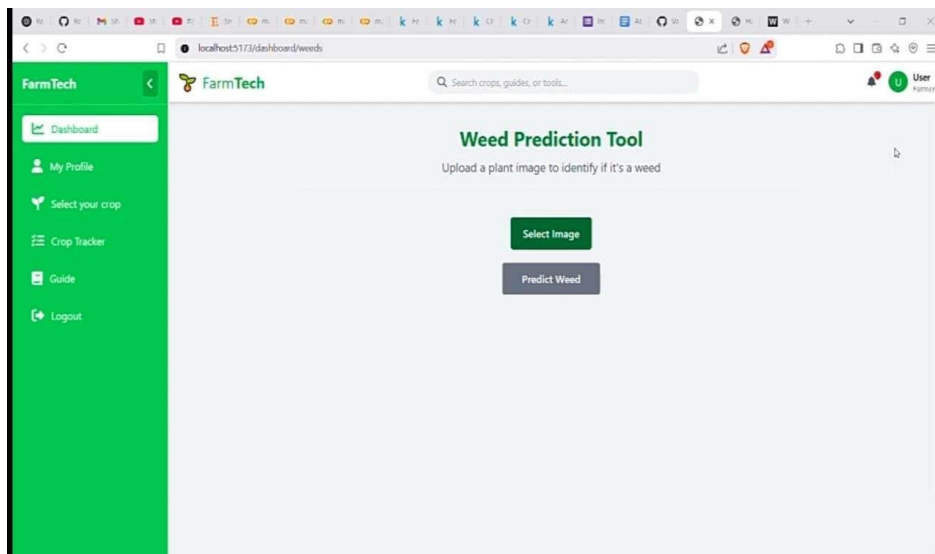 localhost:5173/dashboard/weeds
FarmTech
FarmTech
Search crops, guides, or tools...
U
User
Farmer
Dashboard
My Profile
Select your crop
Crop Tracker
Guide
Logout
Weed Prediction Tool
Upload a plant image to identify if it's a weed
Select Image
Predict Weed